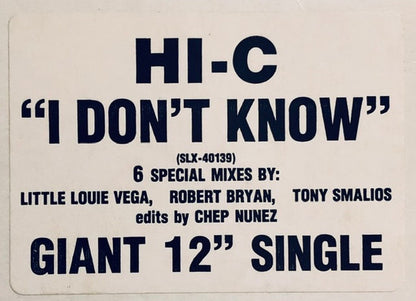 HI-C
“I DON’T KNOW”
(SLX-40139)
6 SPECIAL MIXES BY:
LITTLE LOUIE VEGA, ROBERT BRYAN, TONY SMALIOS
edits by CHEP NUNEZ
GIANT 12” SINGLE